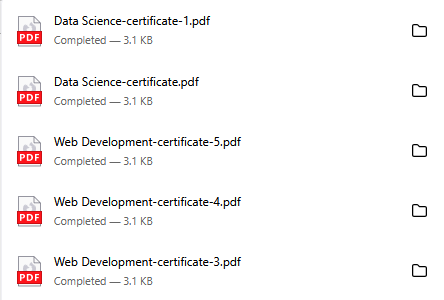 Data Science-certificate-1.pdf
Completed — 3.1 KB
PDF
Data Science-certificate.pdf
Completed — 3.1 KB
PDF
Web Development-certificate-5.pdf
Completed — 3.1 KB
PDF
Web Development-certificate-4.pdf
Completed — 3.1 KB
PDF
Web Development-certificate-3.pdf
Completed — 3.1 KB
PDF